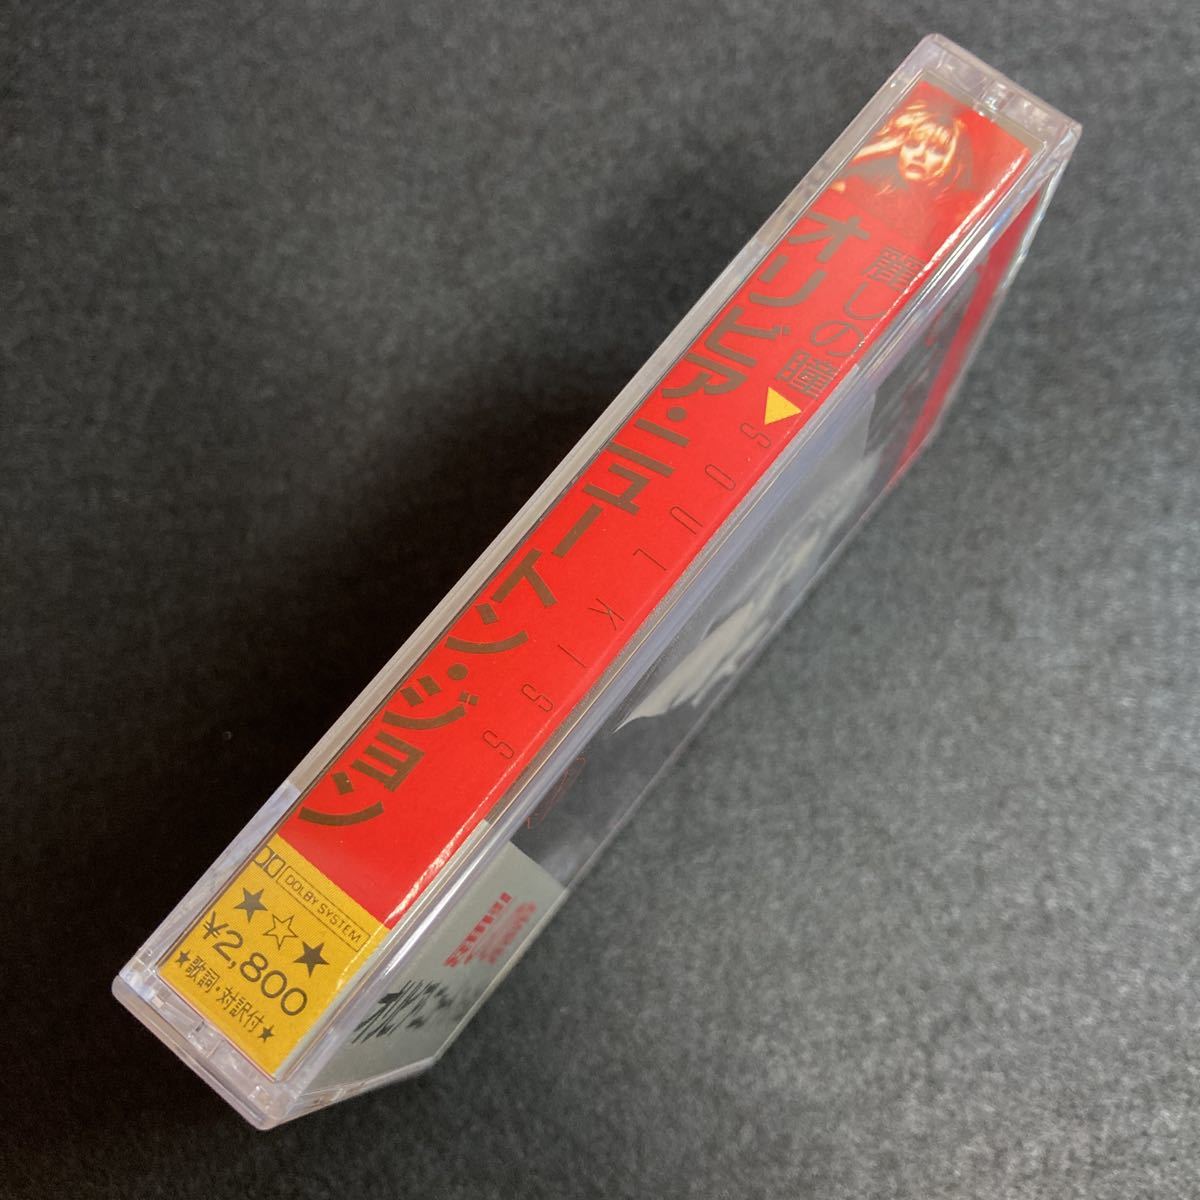 麗しの瞳
オリビア・ニュートン・ジョン
SOUL KISS
DOLBY SYSTEM
★☆★
¥2,800
★歌詞・対訳付★